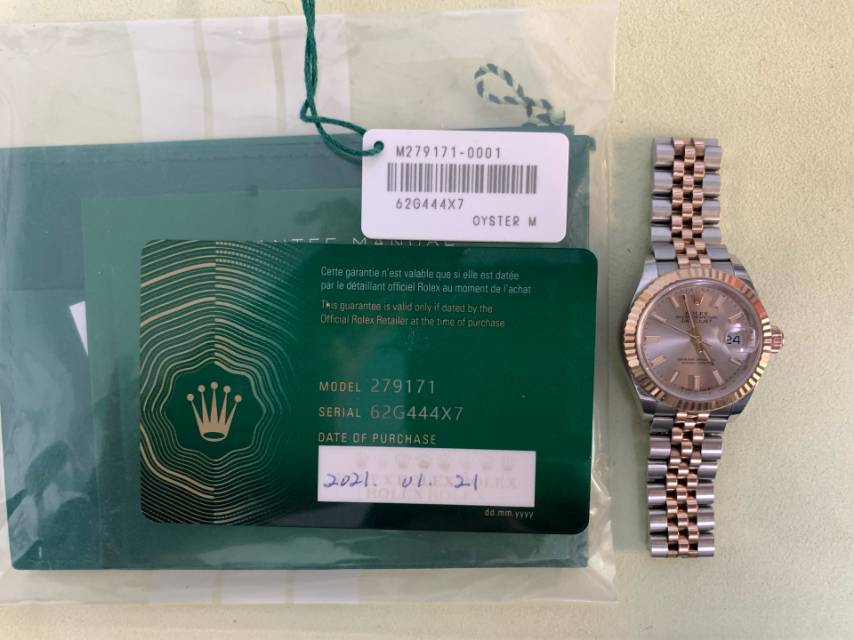 M279171-0001
62G444X7
OYSTER M
MANUAL
Cette garantie n'est valable que si elle est datée
par le détaillant officiel Rolex au moment de l'achat
This guarantee is valid only if dated by the
Official Rolex Retailer at the time of purchase
MODEL 279171
SERIAL 62G444X7
DATE OF PURCHASE
2021. 01. 21
dd.mm.yyyy
ROLEX
24